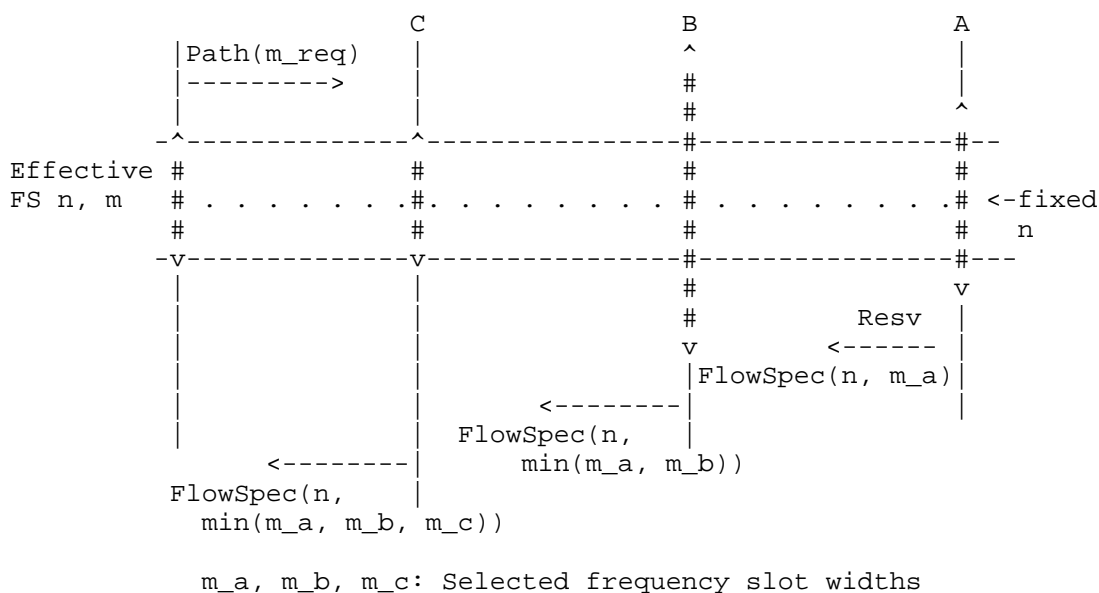 C                B                 A
            |Path(m_req)     |                ^                 |
            |--------->      |                #                 |
            |                |                #                 ^
           -^--------------^----------------#----------------#--
Effective #               #                #                #
FS n, m   # . . . . . . .#. . . . . . . . # . . . . . . . .# <-fixed
           #               #                #                #   n
           -v--------------v----------------#----------------#---
            |                |                #                v
            |                |                #          Resv  |
            |                |                v        <------ |
            |                |                |FlowSpec(n, m_a)|
            |                |       <--------|                |
            |                |  FlowSpec(n,   |
                  <--------|      min(m_a, m_b))
            FlowSpec(n,      |
              min(m_a, m_b, m_c))
              m_a, m_b, m_c: Selected frequency slot widths